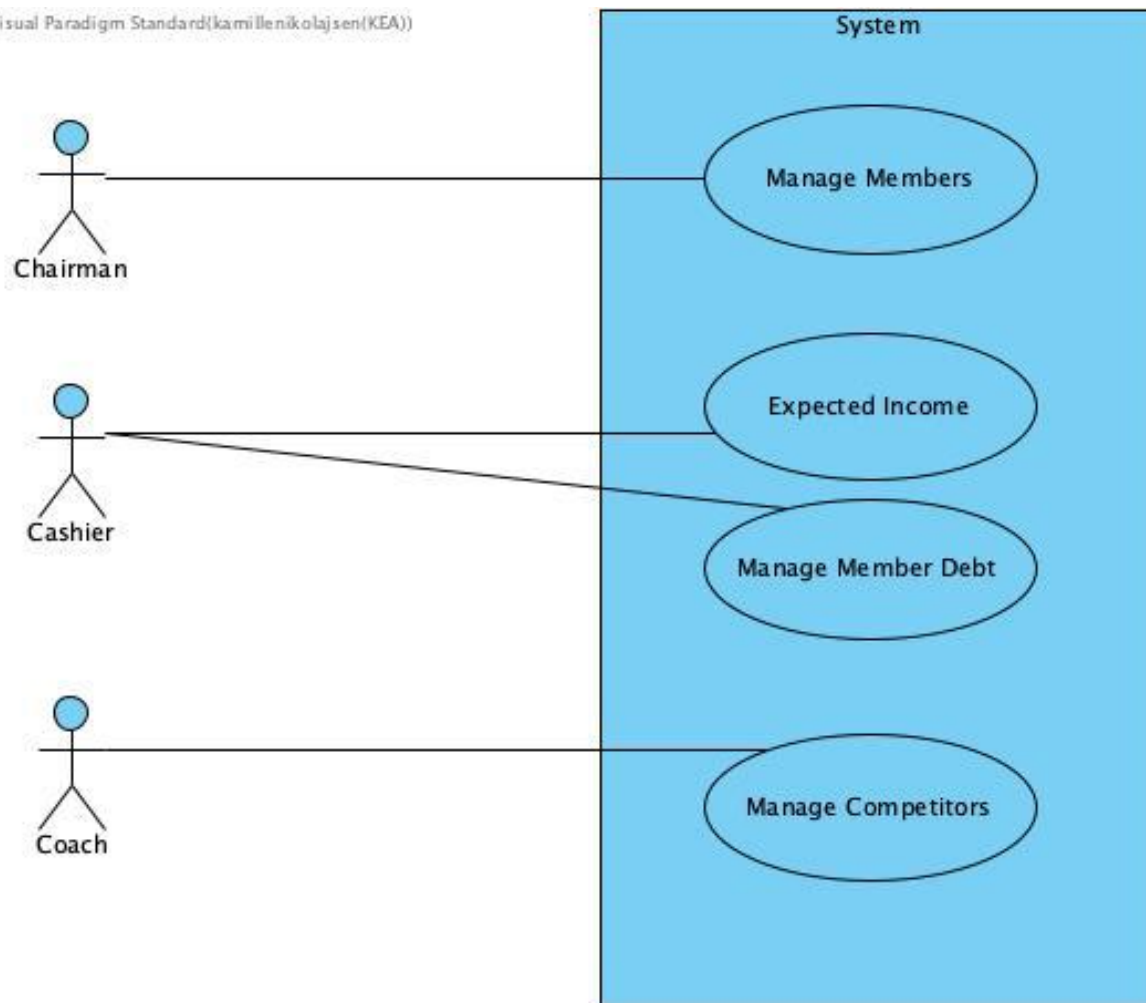 isual Paradigm Standard(kamillenikolajsen(KEA))
System
Chairman
Manage Members
Cashier
Expected Income
Manage Member Debt
Coach
Manage Competitors